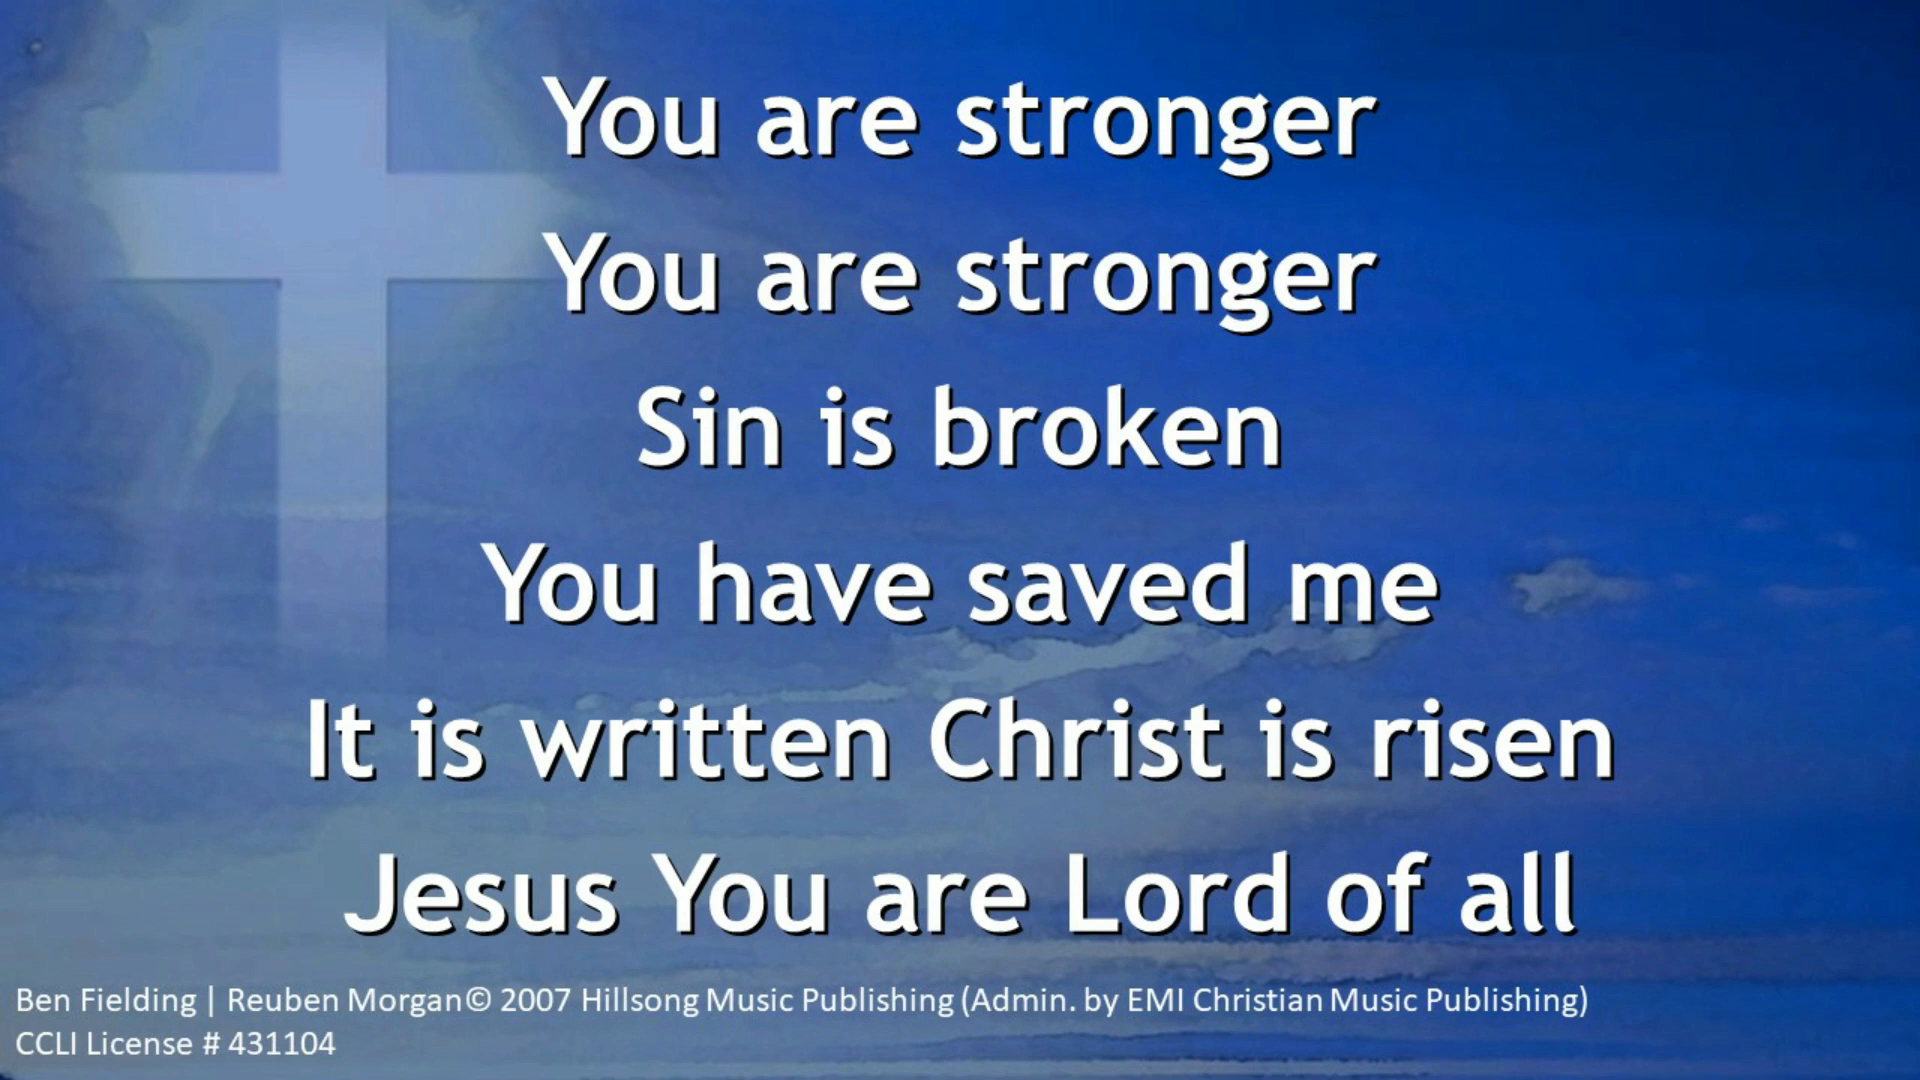 You are stronger
You are stronger
Sin is broken
You have saved me
It is written Christ is risen
Jesus You are Lord of all
Ben Fielding | Reuben Morgan© 2007 Hillsong Music Publishing (Admin. by EMI Christian Music Publishing)
CCLI License # 431104